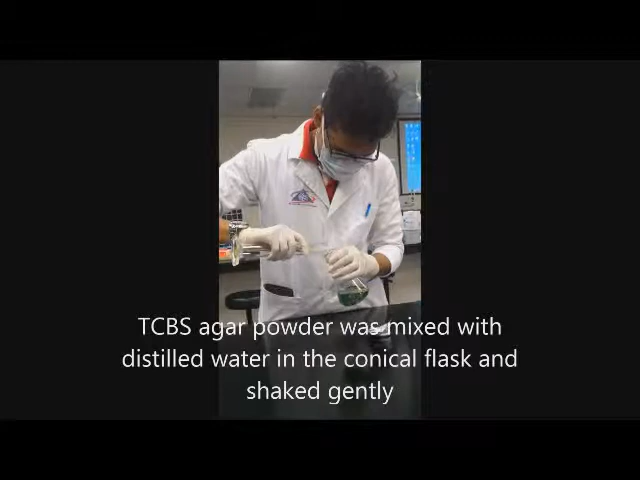 TCBS agar powder was mixed with
distilled water in the conical flask and
shaked gently